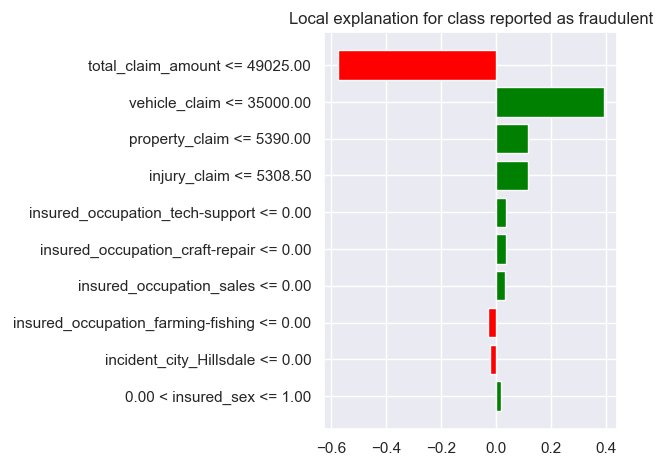 Local explanation for class reported as fraudulent
total_claim_amount <= 49025.00
vehicle_claim <= 35000.00
property_claim <= 5390.00
injury_claim <= 5308.50
insured_occupation_tech-support <= 0.00
insured_occupation_craft-repair <= 0.00
insured_occupation_sales <= 0.00
insured_occupation_farming-fishing <= 0.00
incident_city_Hillsdale <= 0.00
0.00 < insured_sex <= 1.00
−0.6 −0.4 −0.2 0.0 0.2 0.4